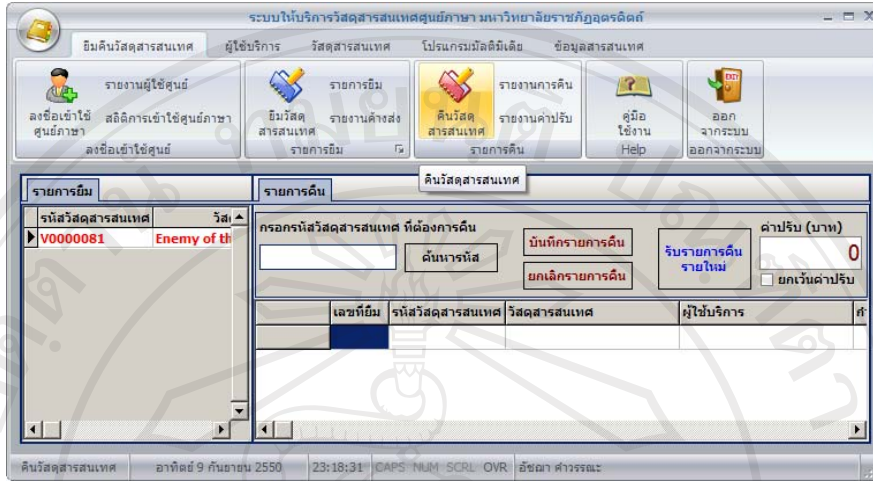 ระบบให้บริการวัสดุสารสนเทศศูนย์ภาษา มหาวิทยาลัยราชภัฏอุตรดิตถ์
ยืมคืนวัสดุสารสนเทศ ผู้ใช้บริการ วัสดุสารสนเทศ โปรแกรมมัลติมิเดีย ข้อมูลสารสนเทศ
ลงชื่อเข้าใช้
ศูนย์ภาษา
รายงานผู้ใช้ศูนย์
สถิติการเข้าใช้ศูนย์ภาษา
ลงชื่อเข้าใช้ศูนย์
ยืมวัสดุ
สารสนเทศ
รายการยืม
รายงานค้างส่ง
รายการยืม
คืนวัสดุ
สารสนเทศ
รายงานการคืน
รายงานค่าปรับ
รายการคืน
คู่มือ
ใช้งาน
Help
EXIT
ออก
จากระบบ
ออกจากระบบ
คืนวัสดุสารสนเทศ
รายการยืม
รหัสวัสดุสารสนเทศ วัส
V0000081 Enemy of th
รายการคืน
กรอกรหัสวัสดุสารสนเทศ ที่ต้องการคืน
ค้นหารหัส
บันทึกรายการคืน
ยกเลิกรายการคืน
รับรายการคืน
รายใหม่
ค่าปรับ (บาท)
0
ยกเว้นค่าปรับ
เลขที่ยืม รหัสวัสดุสารสนเทศ วัสดุสารสนเทศ ผู้ใช้บริการ
คืนวัสดุสารสนเทศ อาทิตย์ 9 กันยายน 2550 23:18:31 CAPS NUM SCRL OVR อัชฌา คำวรรณะ